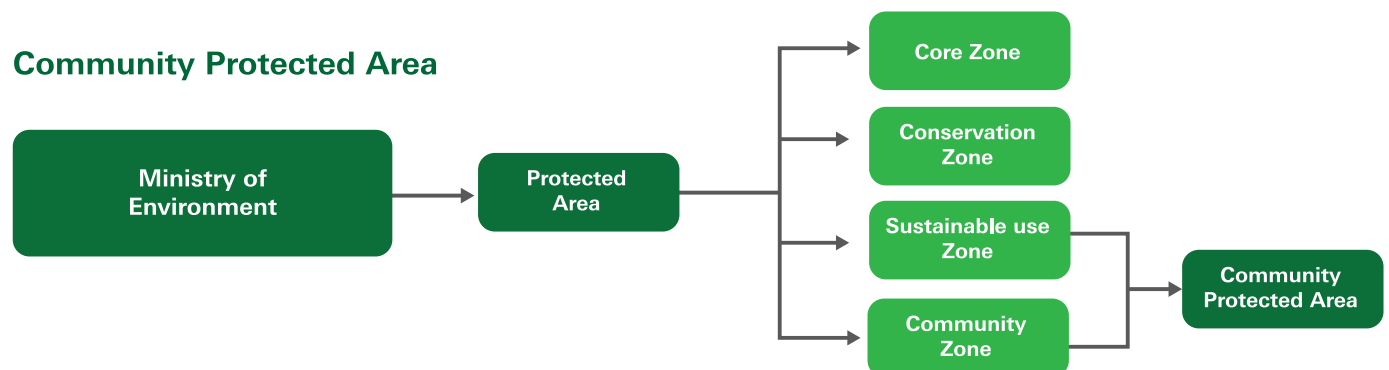 Community Protected Area
Ministry of
Environment
Protected
Area
Core Zone
Conservation
Zone
Sustainable use
Zone
Community
Zone
Community
Protected Area